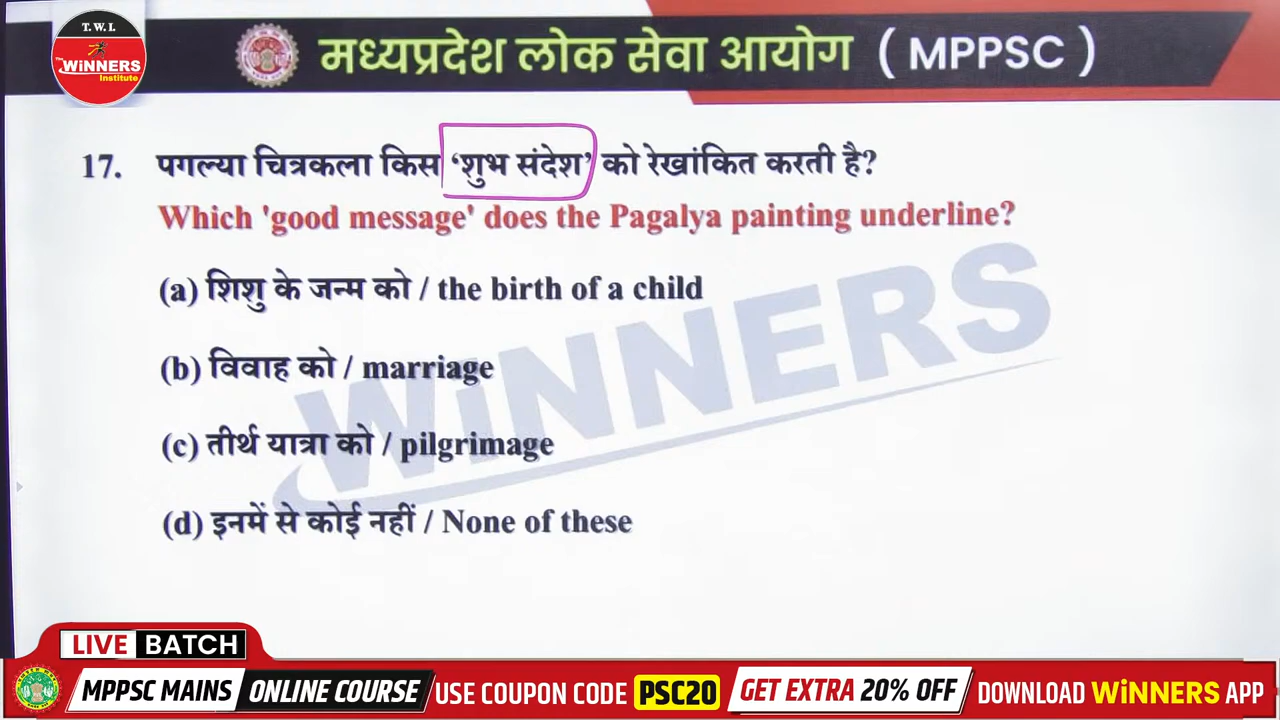 T.W.I.
The WiNNERS
Institute
मध्यप्रदेश लोक सेवा आयोग ( MPPSC )
17. पगल्या चित्रकला किस ‘शुभ संदेश’ को रेखांकित करती है?
Which 'good message' does the Pagalya painting underline?
(a) शिशु के जन्म को / the birth of a child
(b) विवाह को / marriage
(c) तीर्थ यात्रा को / pilgrimage
(d) इनमें से कोई नहीं / None of these
WiNNERS
LIVE BATCH
MPPSC MAINS ONLINE COURSE USE COUPON CODE PSC20 GET EXTRA 20% OFF DOWNLOAD WiNNERS APP